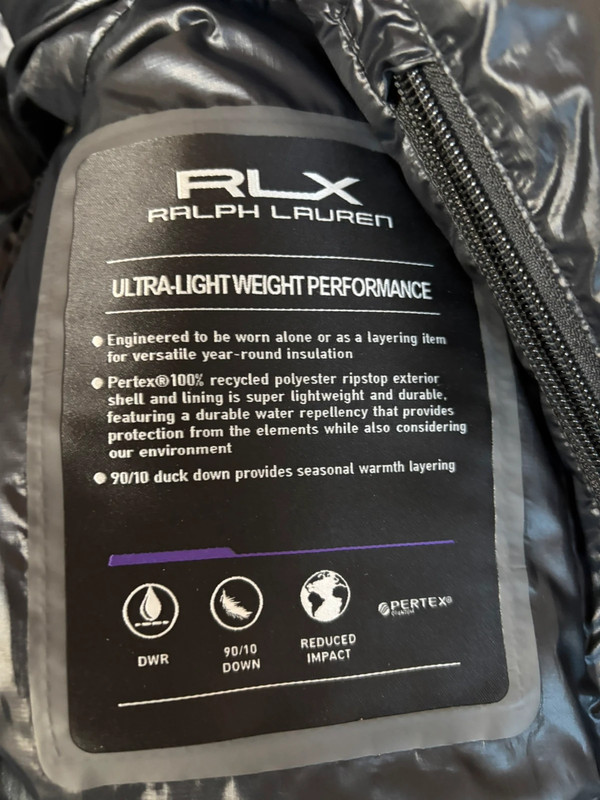 RLX
RALPH LAUREN
ULTRA-LIGHTWEIGHT PERFORMANCE
Engineered to be worn alone or as a layering item
for versatile year-round insulation
Pertex®100% recycled polyester ripstop exterior
shell and lining is super lightweight and durable,
featuring a durable water repellency that provides
protection from the elements while also considering
our environment
90/10 duck down provides seasonal warmth layering
DWR
90/10
DOWN
REDUCED
IMPACT
PERTEX®
QUANTUM